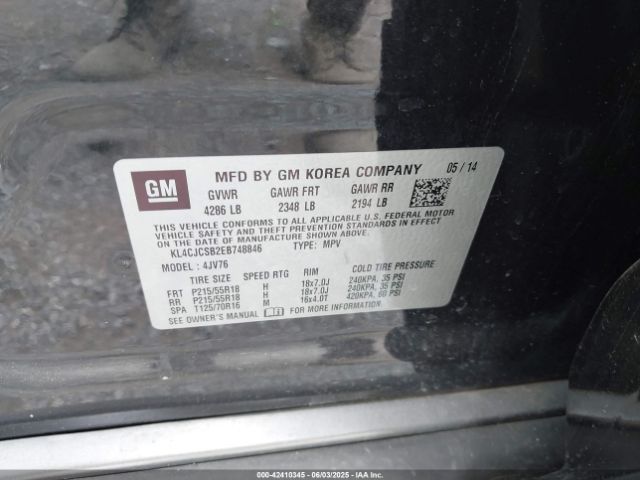 GM
MFD BY GM KOREA COMPANY 05 / 14
GVWR GAWR FRT GAWR RR
4286 LB 2348 LB 2194 LB
THIS VEHICLE CONFORMS TO ALL APPLICABLE U.S. FEDERAL MOTOR
VEHICLE SAFETY AND THEFT PREVENTION STANDARDS IN EFFECT ON
THE DATE OF MANUFACTURE SHOWN ABOVE.
KL4CJCSB2EB748846 TYPE: MPV
MODEL : 4JV76
TIRE SIZE SPEED RTG RIM COLD TIRE PRESSURE
FRT P215/55R18 H 18x7.0J 240KPA, 35 PSI
RR P215/55R18 H 18x7.0J 240KPA, 35 PSI
SPA T125/70R16 M 16x4.0T 420KPA, 60 PSI
SEE OWNER'S MANUAL FOR MORE INFORMATION.
000-42410345 - 06/03/2025 - © IAA, LLC